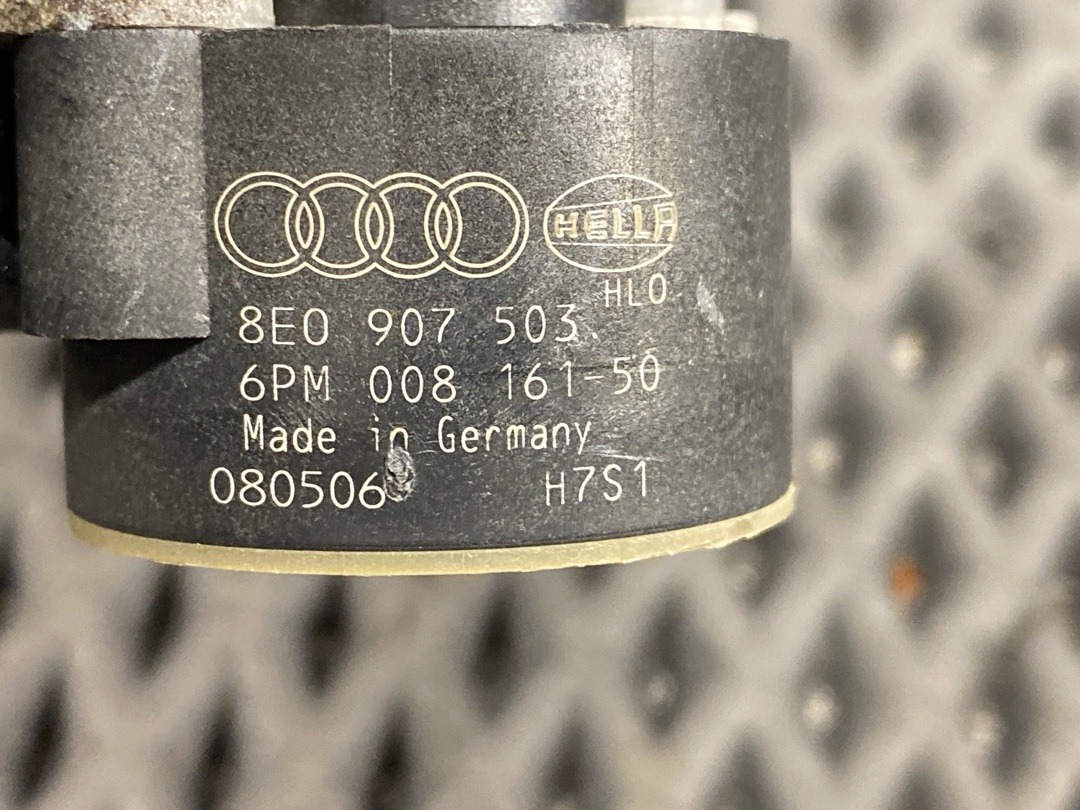 HELLA
HLO
8E0 907 503
6PM 008 161-50
Made in Germany
080506 H7S1